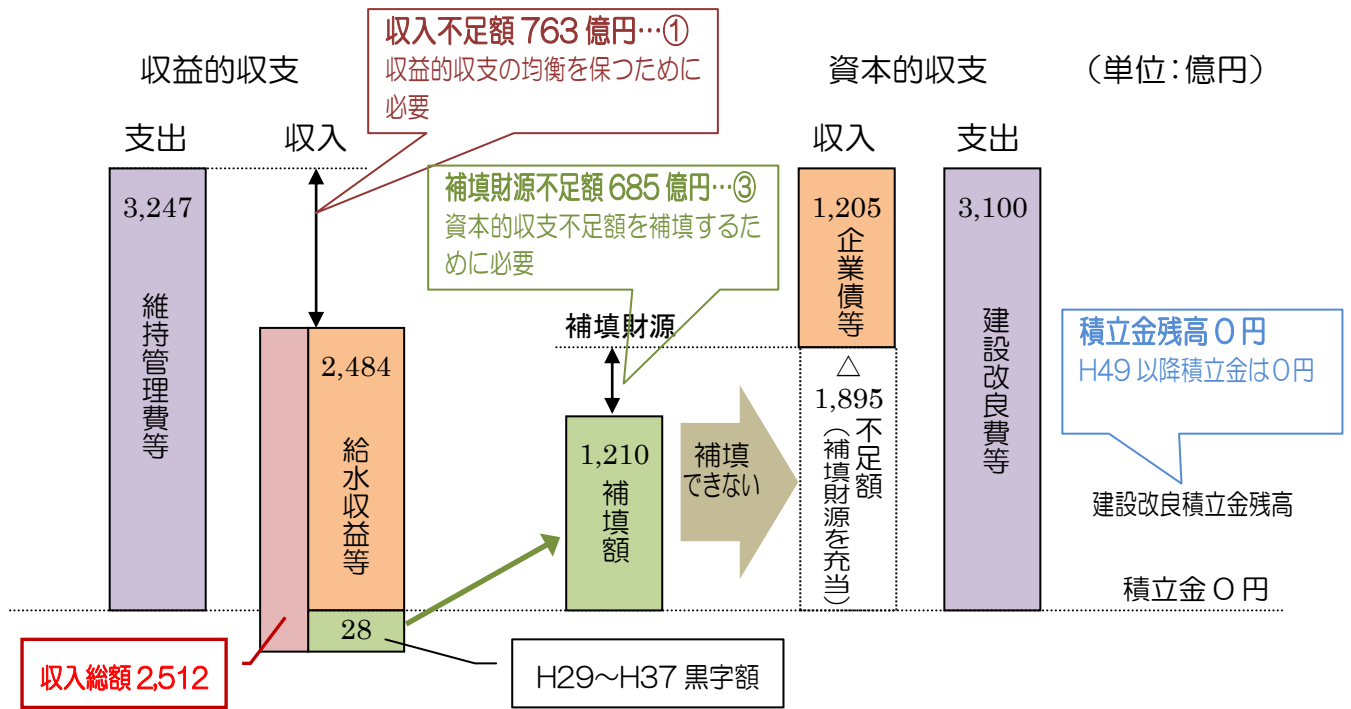 収益的収支
支出
収入
3,247
維持管理費等
2,484
給水収益等
28
収入総額2,512
H29～H37 黒字額
収入不足額 763 億円…①
収益的収支の均衡を保つために
必要
補填財源不足額 685 億円…③
資本的収支不足額を補填するた
めに必要
補填財源
1,210
補填額
補填
できない
資本的収支
（単位：億円）
収入
支出
1,205
企業債等
△
1,895
不足額
（補填財源を充当）
3,100
建設改良費等
積立金残高０円
H49 以降積立金は０円
建設改良積立金残高
積立金０円